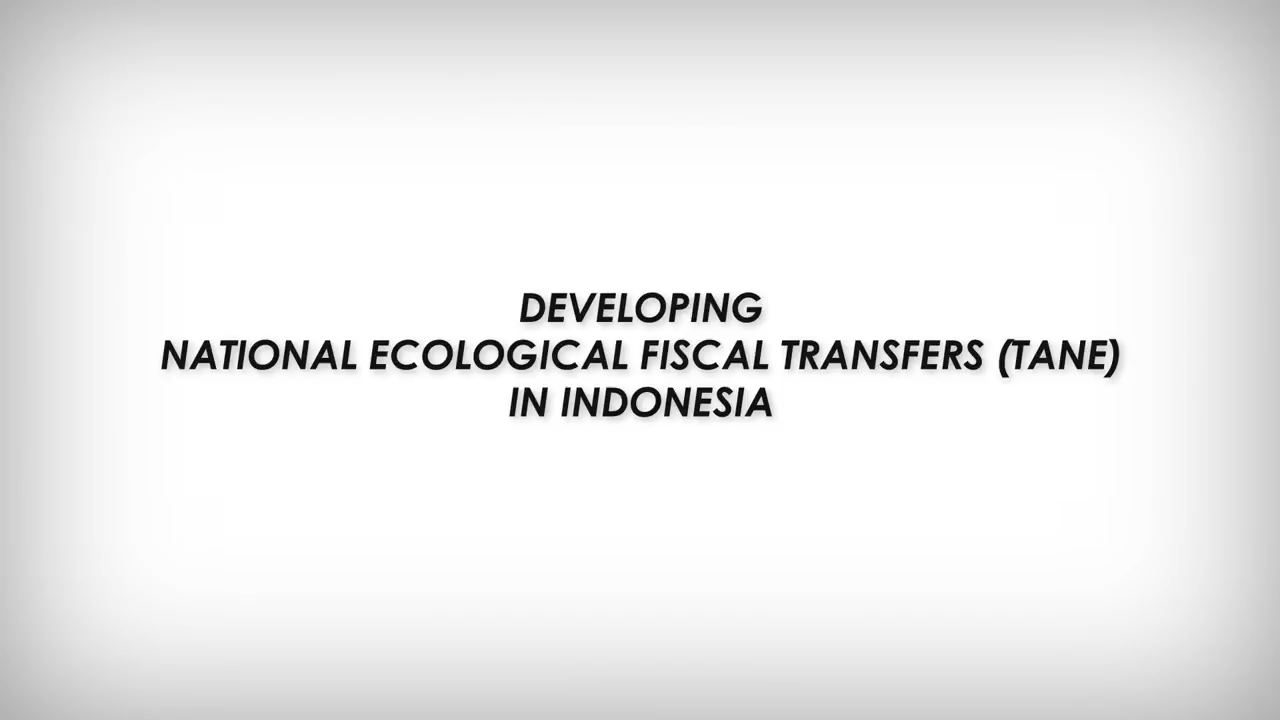 DEVELOPING
NATIONAL ECOLOGICAL FISCAL TRANSFERS (TANE)
IN INDONESIA